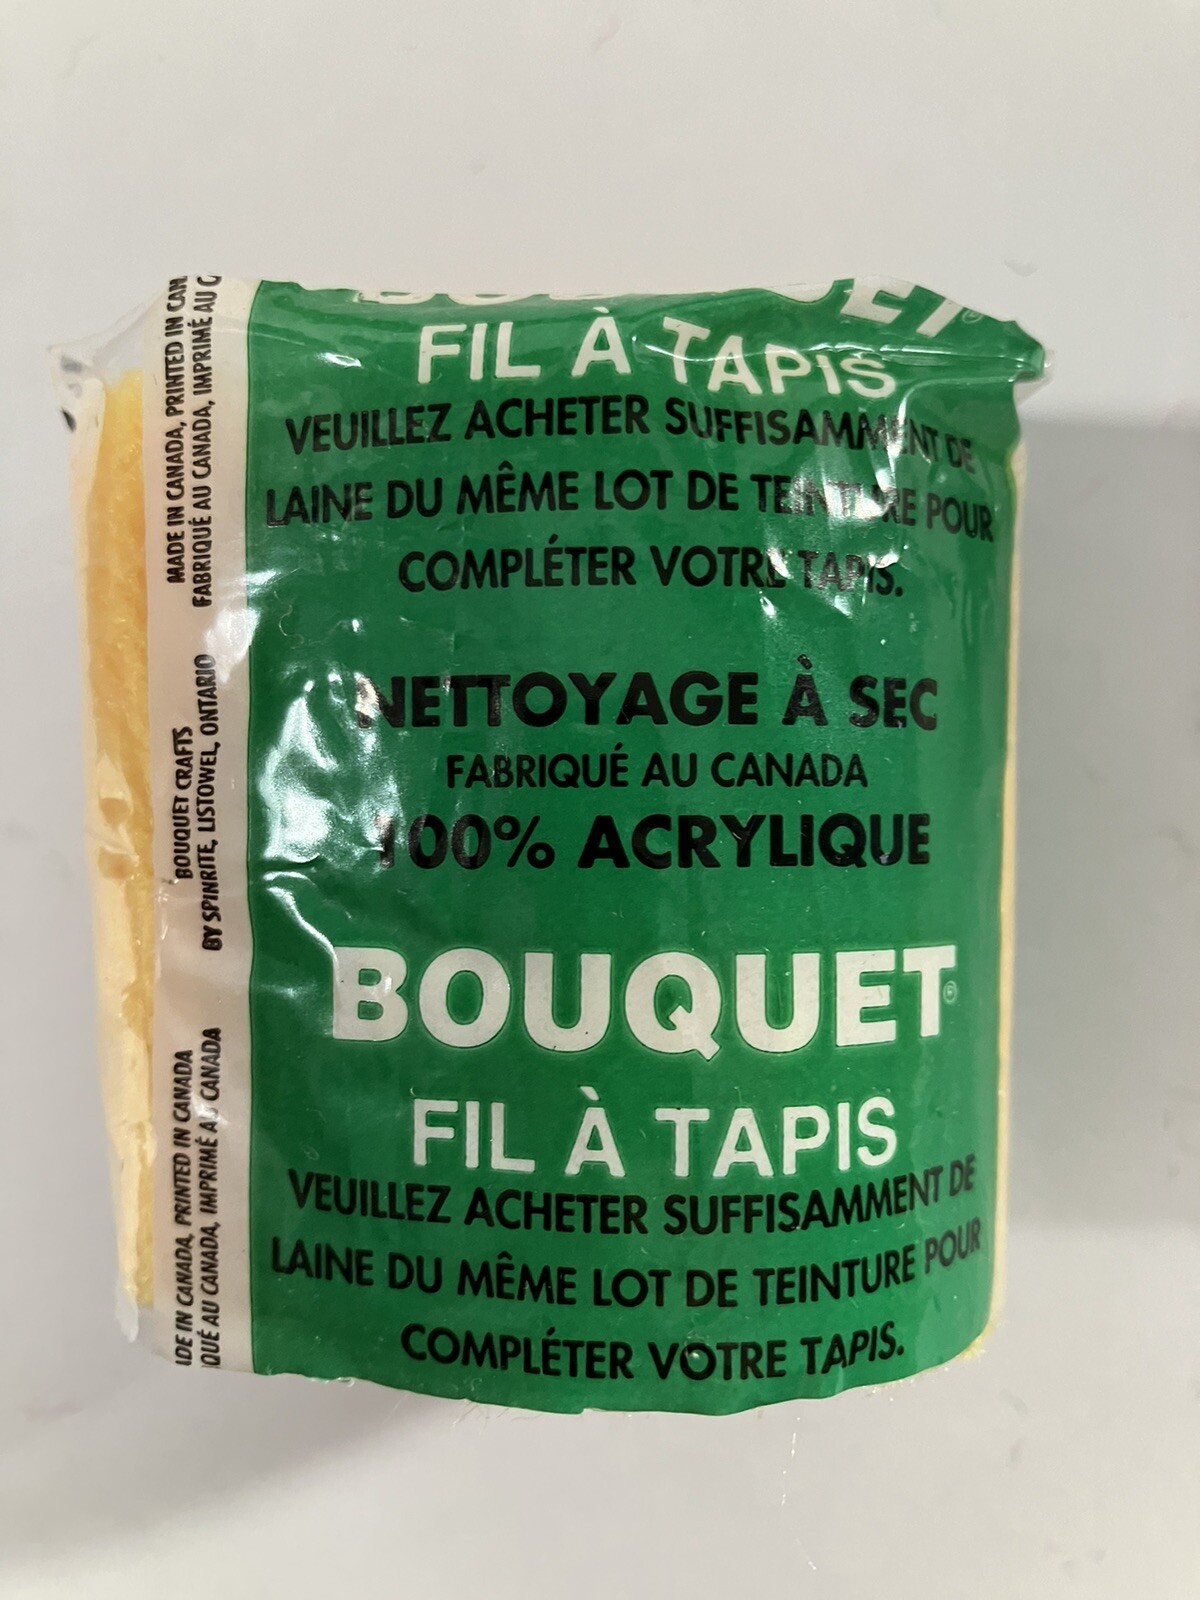 BOUQUET®
FIL À TAPIS
VEUILLEZ ACHETER SUFFISAMMENT DE
LAINE DU MÊME LOT DE TEINTURE POUR
COMPLÉTER VOTRE TAPIS.
NETTOYAGE À SEC
FABRIQUÉ AU CANADA
100% ACRYLIQUE
BOUQUET®
FIL À TAPIS
VEUILLEZ ACHETER SUFFISAMMENT DE
LAINE DU MÊME LOT DE TEINTURE POUR
COMPLÉTER VOTRE TAPIS.
MADE IN CANADA, PRINTED IN CAN
FABRIQUÉ AU CANADA, IMPRIMÉ AU C
BOUQUET CRAFTS
BY SPINRITE, LISTOWEL, ONTARIO
DE IN CANADA, PRINTED IN CANADA
QUÉ AU CANADA, IMPRIMÉ AU CANADA